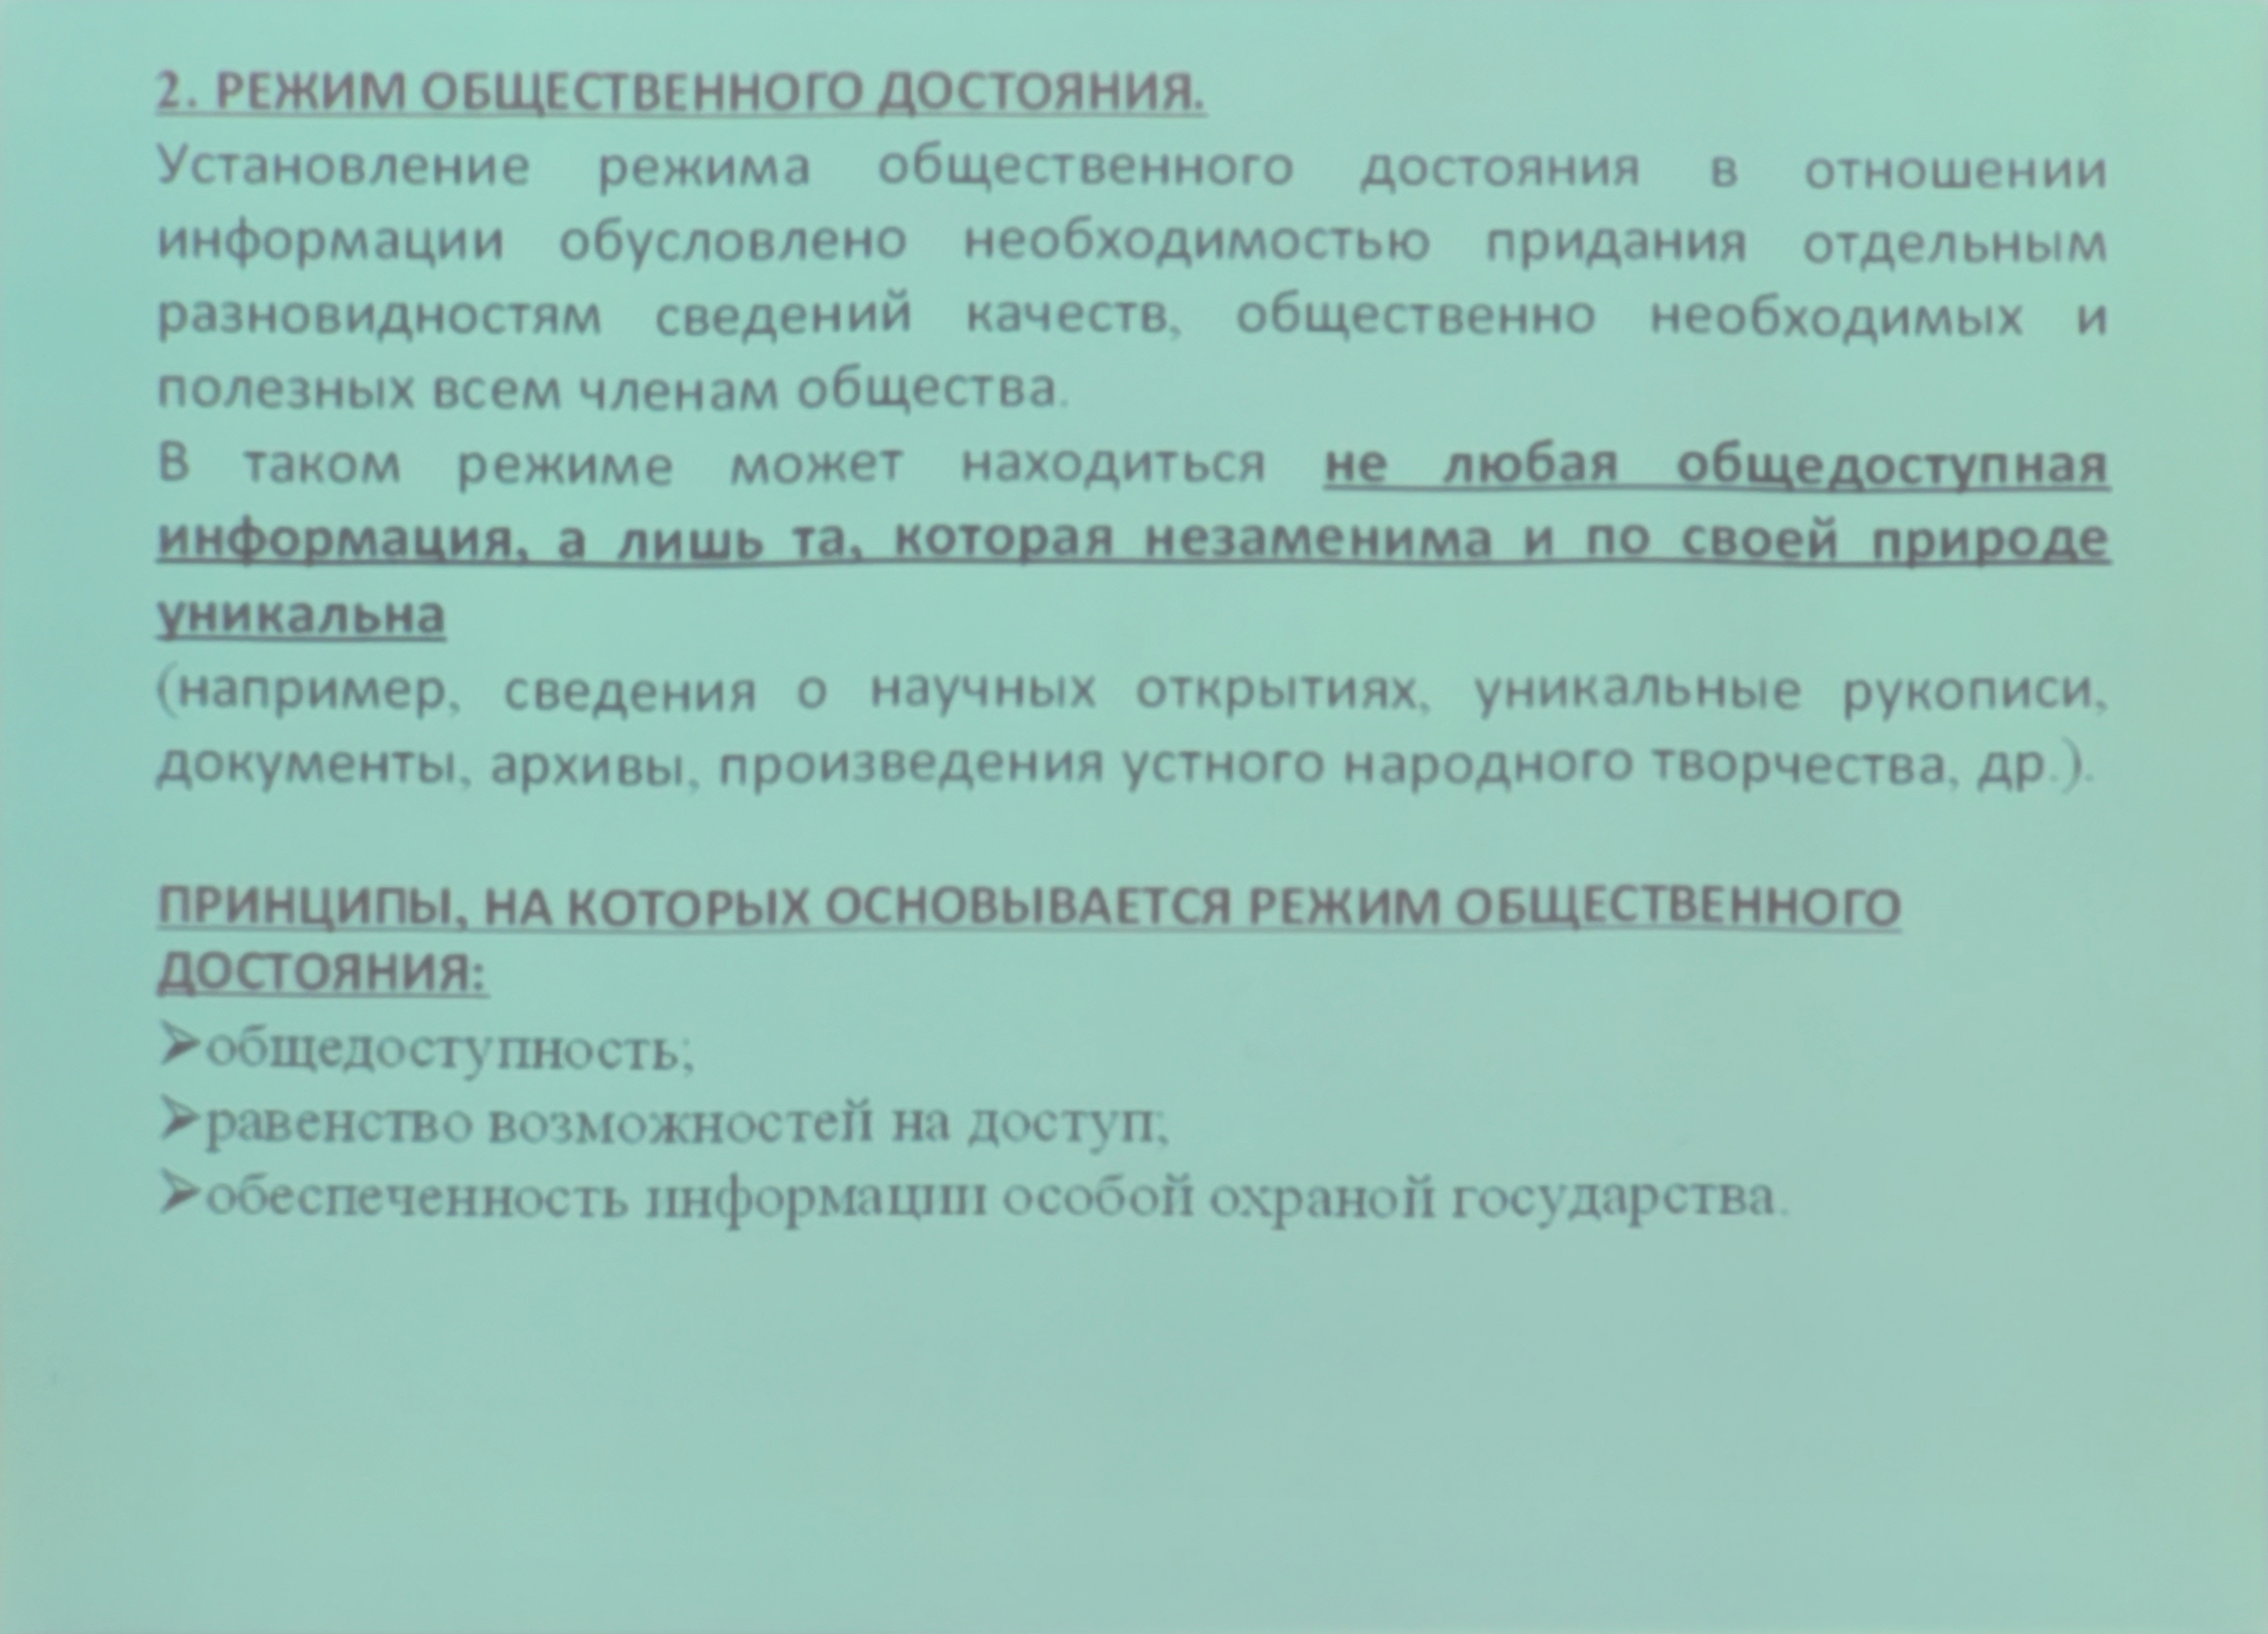 2. РЕЖИМ ОБЩЕСТВЕННОГО ДОСТОЯНИЯ.
Установление режима общественного достояния в отношении
информации обусловлено необходимостью придания отдельным
разновидностям сведений качеств, общественно необходимых и
полезных всем членам общества.
В таком режиме может находиться не любая общедоступная
информация, а лишь та, которая незаменима и по своей природе
уникальна
(например, сведения о научных открытиях, уникальные рукописи,
документы, архивы, произведения устного народного творчества, др.).
ПРИНЦИПЫ, НА КОТОРЫХ ОСНОВЫВАЕТСЯ РЕЖИМ ОБЩЕСТВЕННОГО
ДОСТОЯНИЯ:
➢общедоступность;
➢равенство возможностей на доступ;
➢обеспеченность информации особой охраной государства.